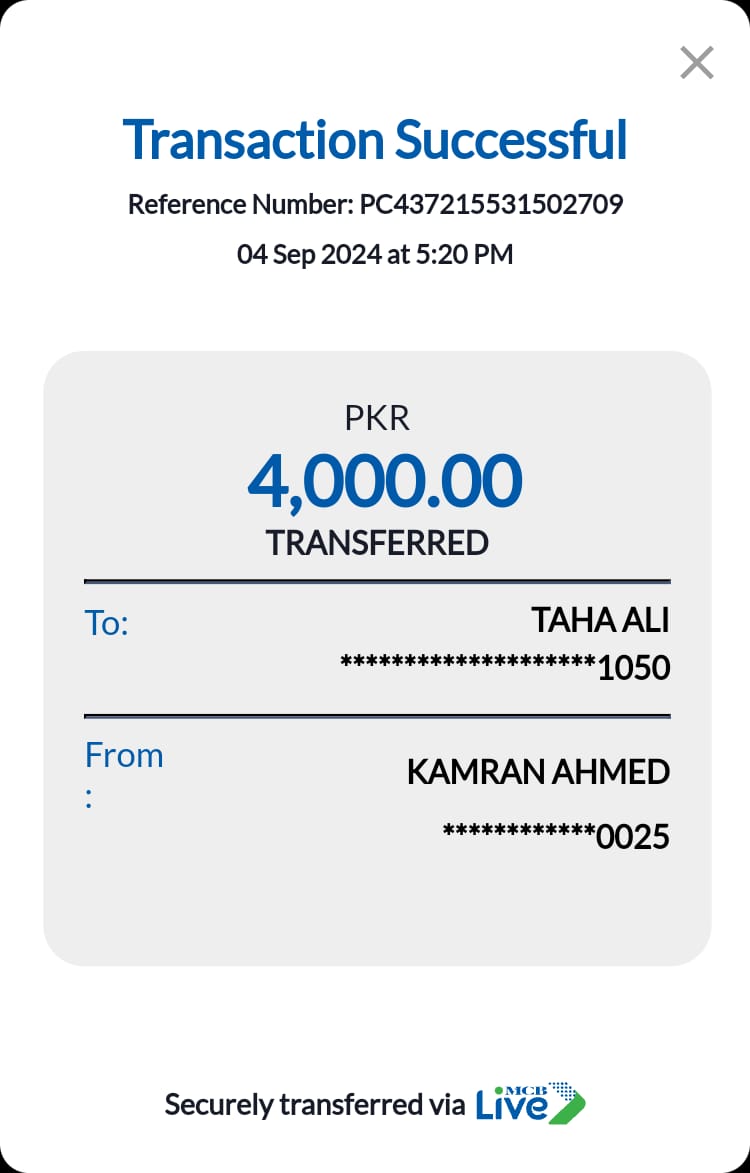 Transaction Successful
Reference Number: PC437215531502709
04 Sep 2024 at 5:20 PM
PKR
4,000.00
TRANSFERRED
To:
TAHA ALI
********************1050
From
:
KAMRAN AHMED
************0025
Securely transferred via MCB Live